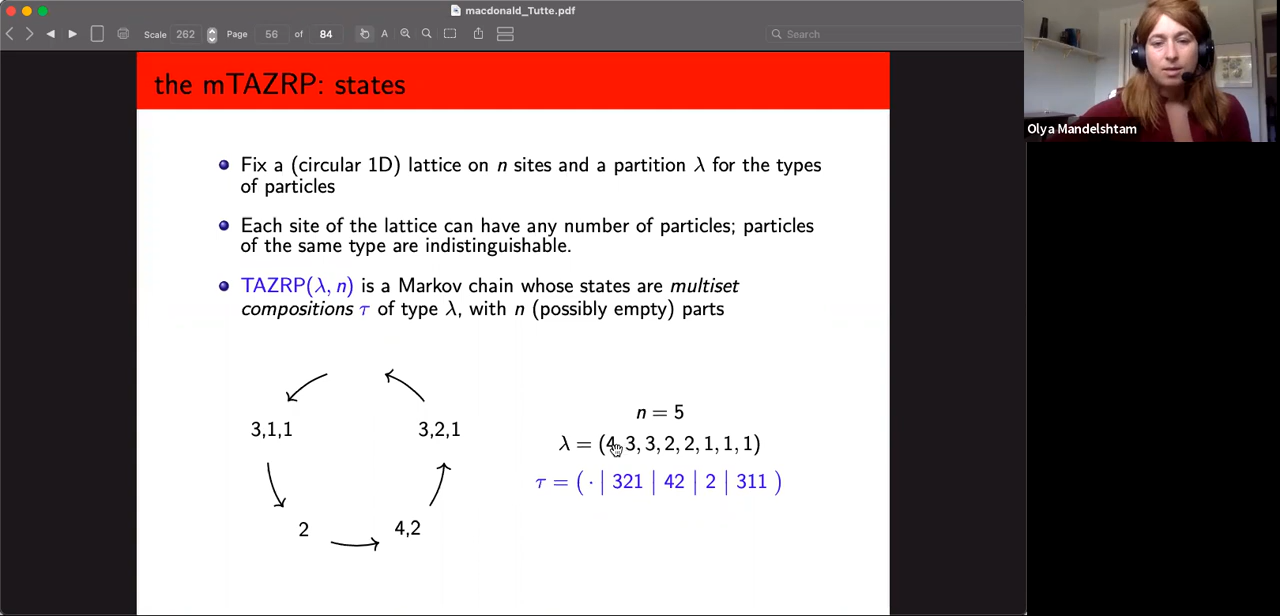 macdonald_Tutte.pdf
Scale 262 Page 56 of 84 A Search
the mTAZRP: states
Fix a (circular 1D) lattice on n sites and a partition λ for the types
of particles
Each site of the lattice can have any number of particles; particles
of the same type are indistinguishable.
TAZRP(λ, n) is a Markov chain whose states are multiset
compositions τ of type λ, with n (possibly empty) parts
3,1,1
3,2,1
2
4,2
n = 5
λ = (4, 3, 3, 2, 2, 1, 1, 1)
τ = ( · | 321 | 42 | 2 | 311 )
Olya Mandelshtam